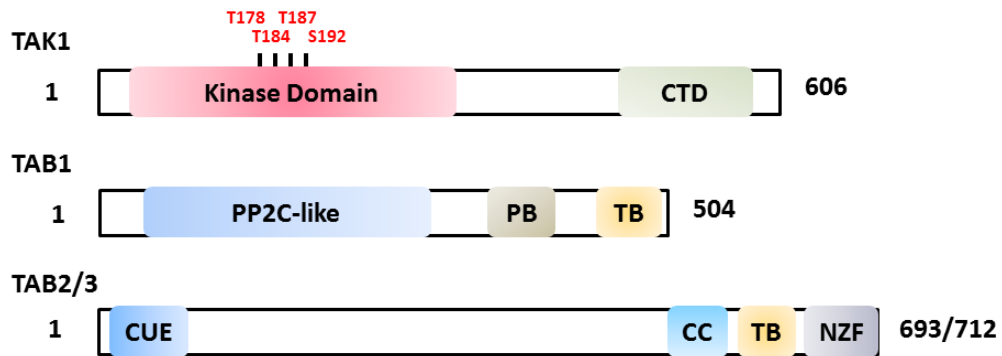 T178 T187
T184 S192
TAK1
1 Kinase Domain CTD 606
TAB1
1 PP2C-like PB TB 504
TAB2/3
1 CUE CC TB NZF 693/712